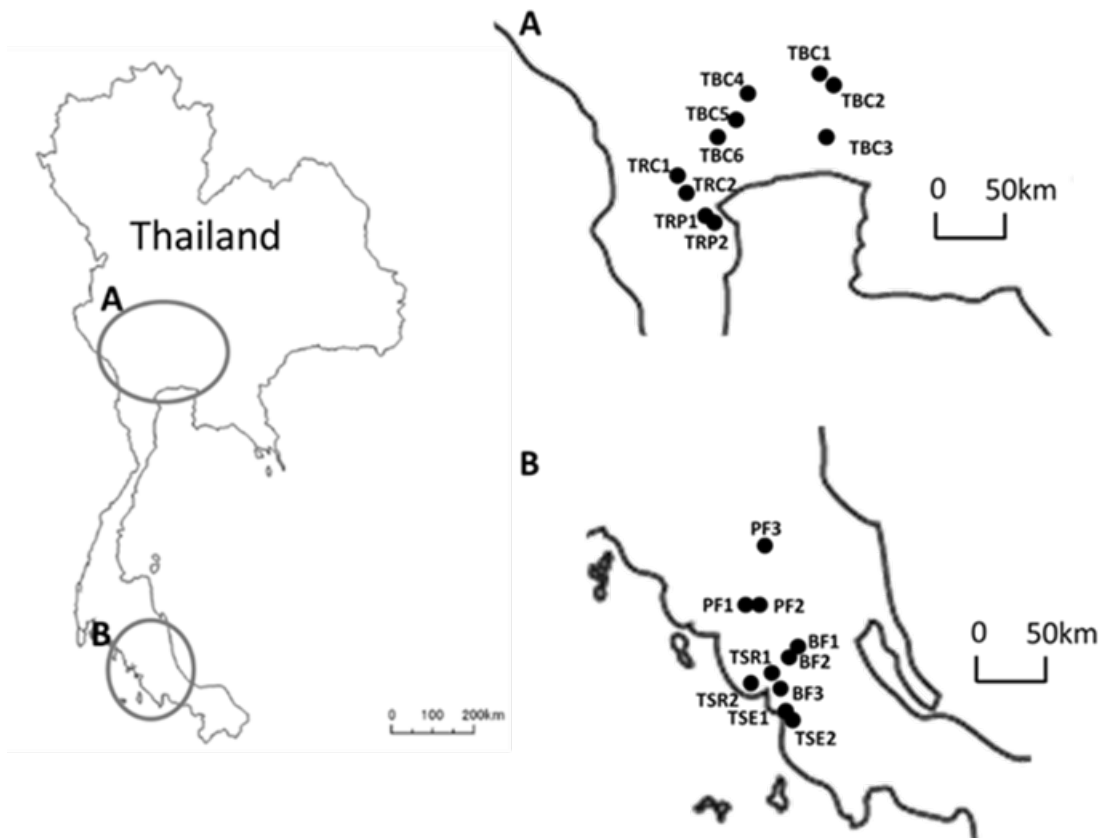 Thailand
A
B
0 100 200km
A
TBC1
TBC4
TBC2
TBC5
TBC3
TBC6
TRC1
TRC2
TRP1
TRP2
0 50km
B
PF3
PF1 PF2
BF1
BF2
TSR1
BF3
TSR2
TSE1
TSE2
0 50km